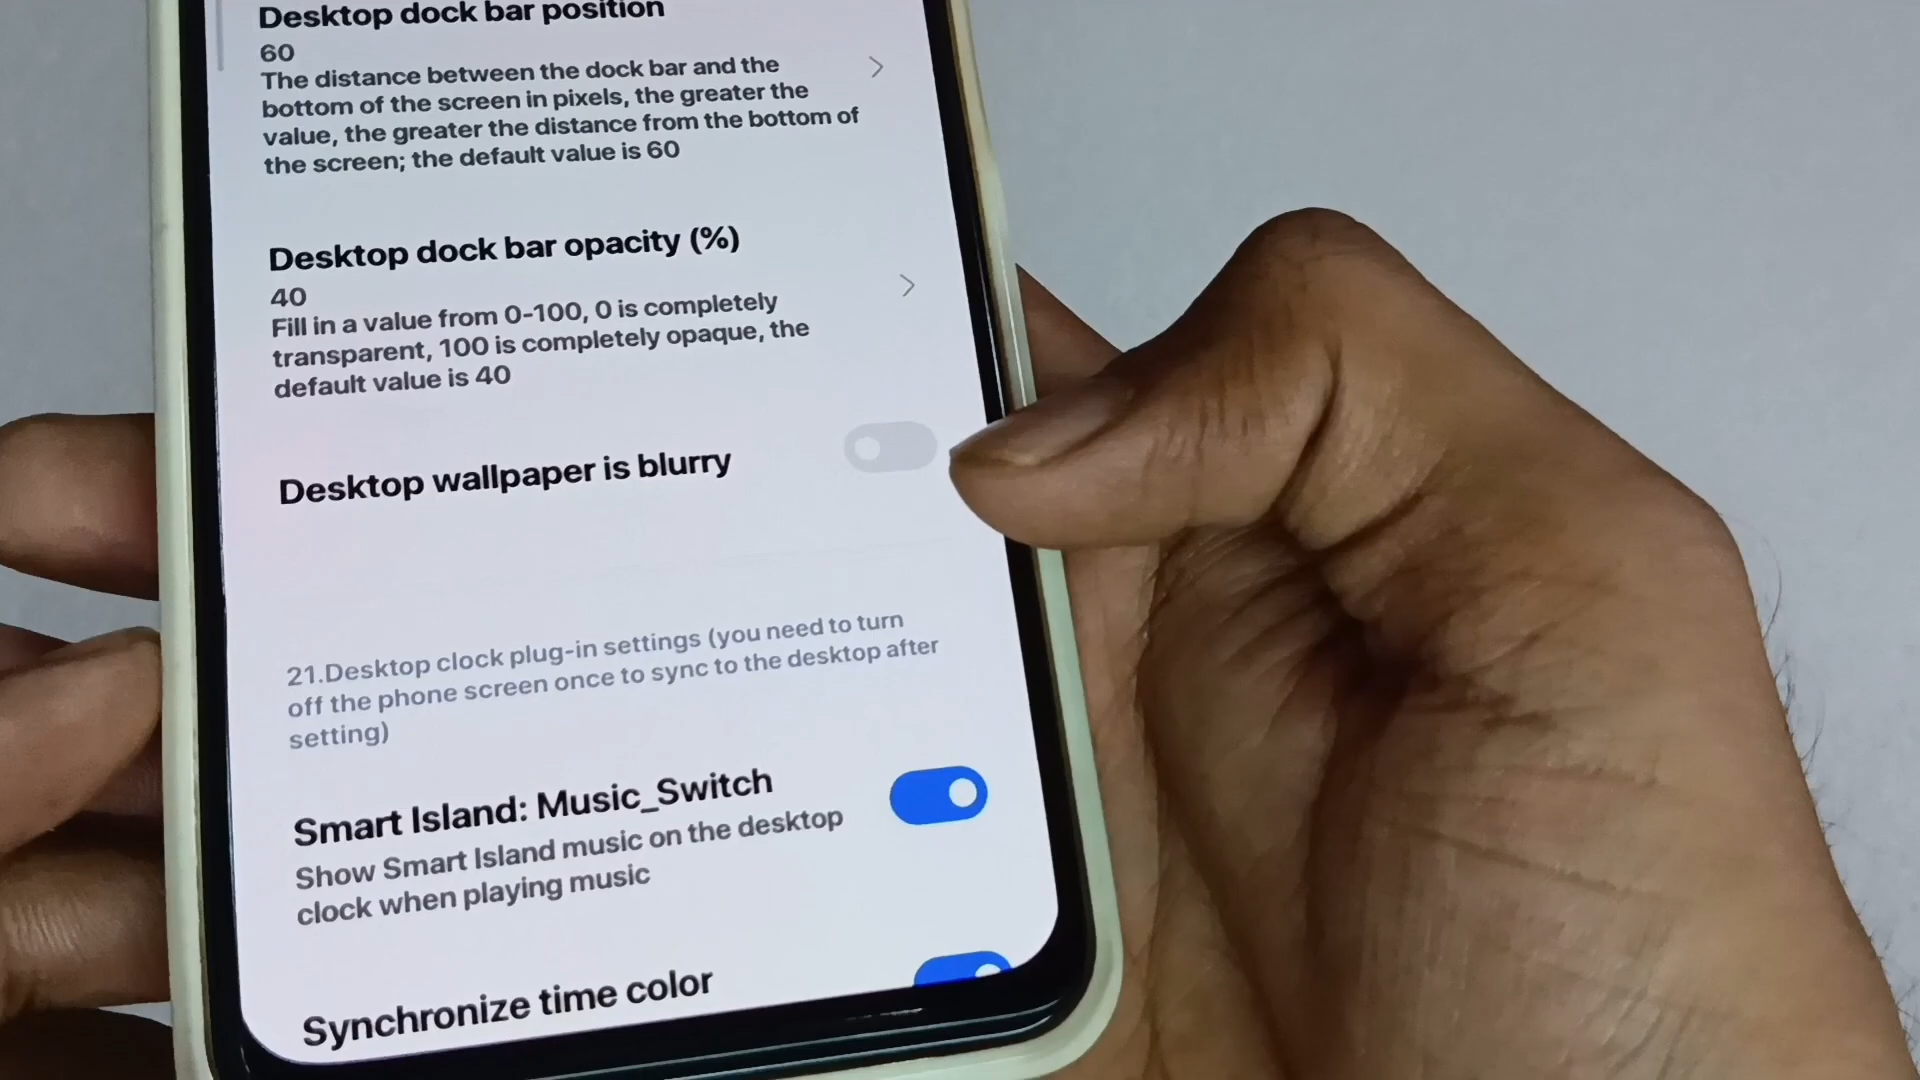 Desktop dock bar position
60
The distance between the dock bar and the
bottom of the screen in pixels, the greater the
value, the greater the distance from the bottom of
the screen; the default value is 60
Desktop dock bar opacity (%)
40
Fill in a value from 0-100, 0 is completely
transparent, 100 is completely opaque, the
default value is 40
Desktop wallpaper is blurry
21.Desktop clock plug-in settings (you need to turn
off the phone screen once to sync to the desktop after
setting)
Smart Island: Music_Switch
Show Smart Island music on the desktop
clock when playing music
Synchronize time color